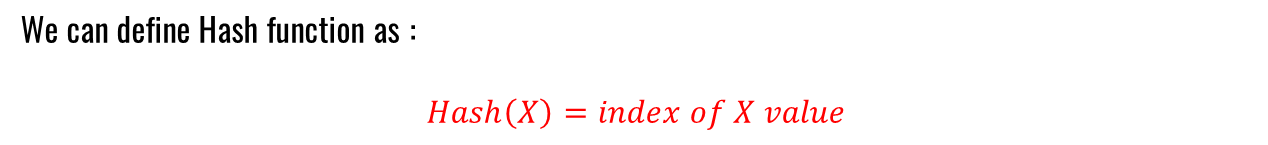 We can define Hash function as :
Hash(X) = index of X value